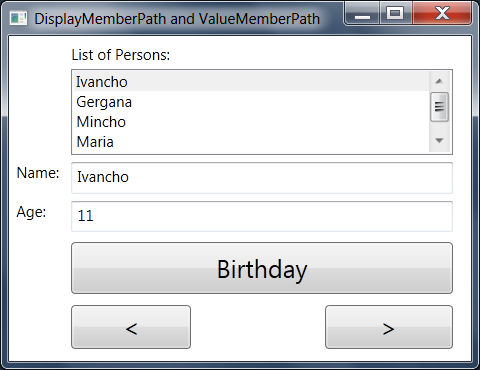 DisplayMemberPath and ValueMemberPath
List of Persons:
Ivancho
Gergana
Mincho
Maria
Name: Ivancho
Age: 11
Birthday
< >